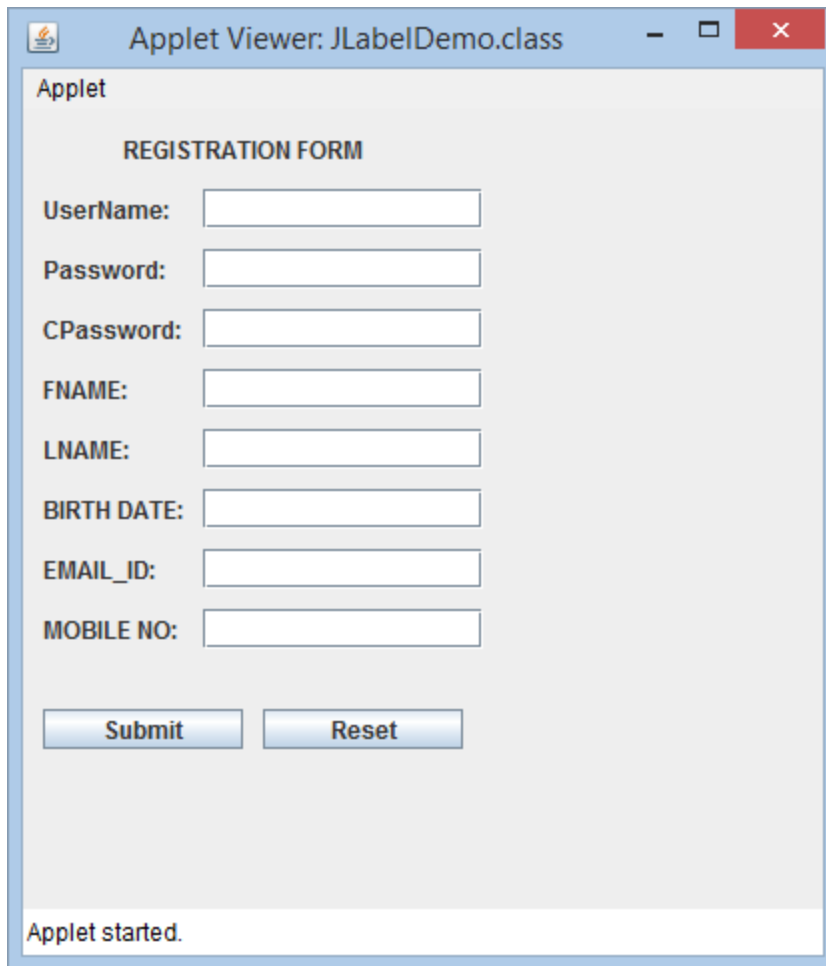 Applet Viewer: JLabelDemo.class
Applet
REGISTRATION FORM
UserName:
Password:
CPassword:
FNAME:
LNAME:
BIRTH DATE:
EMAIL_ID:
MOBILE NO:
Submit Reset
Applet started.